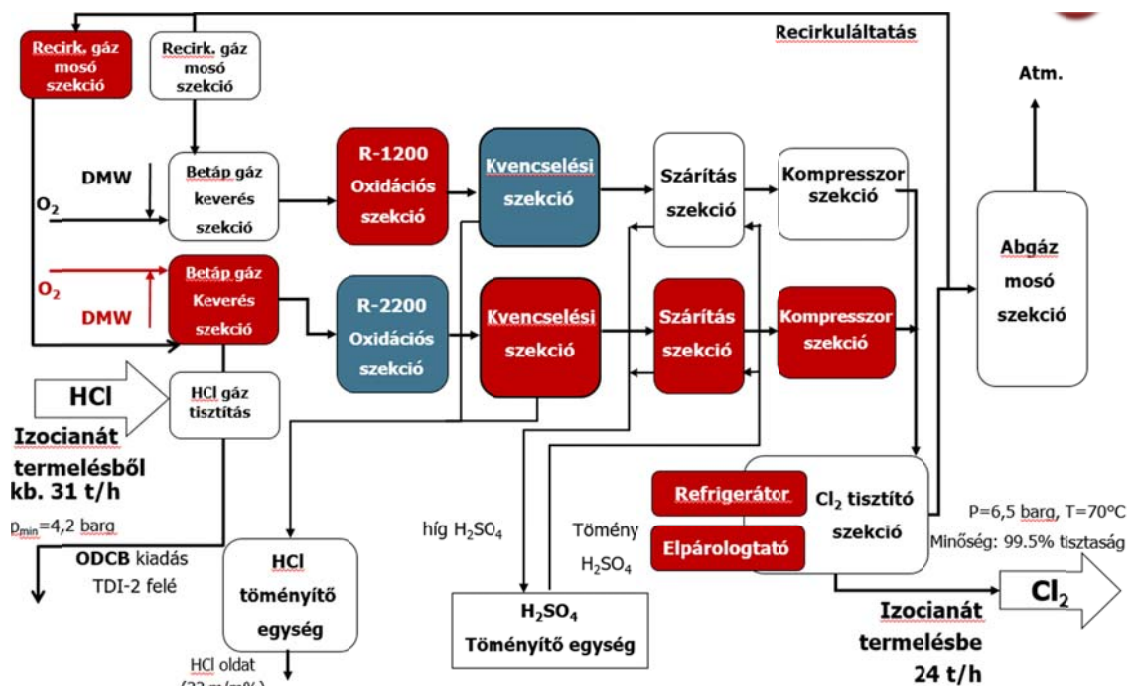 Recirkuláltatás
Recirk. gáz
mosó
szekció
Recirk. gáz
mosó
szekció
Atm.
DMW
O₂
Betáp gáz
keverés
szekció
R-1200
Oxidációs
szekció
Kvencselési
szekció
Szárítás
szekció
Kompresszor
szekció
Abgáz
mosó
szekció
O₂
DMW
Betáp gáz
Keverés
szekció
R-2200
Oxidációs
szekció
Kvencselési
szekció
Szárítás
szekció
Kompresszor
szekció
HCl
HCl gáz
tisztítás
Izocianát
termelésből
kb. 31 t/h
pmin=4,2 barg
ODCB kiadás
TDI-2 felé
HCl
töményítő
egység
HCl oldat
híg H₂SO₄
Tömény
H₂SO₄
H₂SO₄
Töményítő egység
Refrigerátor
Elpárologtató
Cl₂ tisztító
szekció
P=6,5 barg, T=70°C
Minőség: 99.5% tisztaság
Cl₂
Izocianát
termelésbe
24 t/h